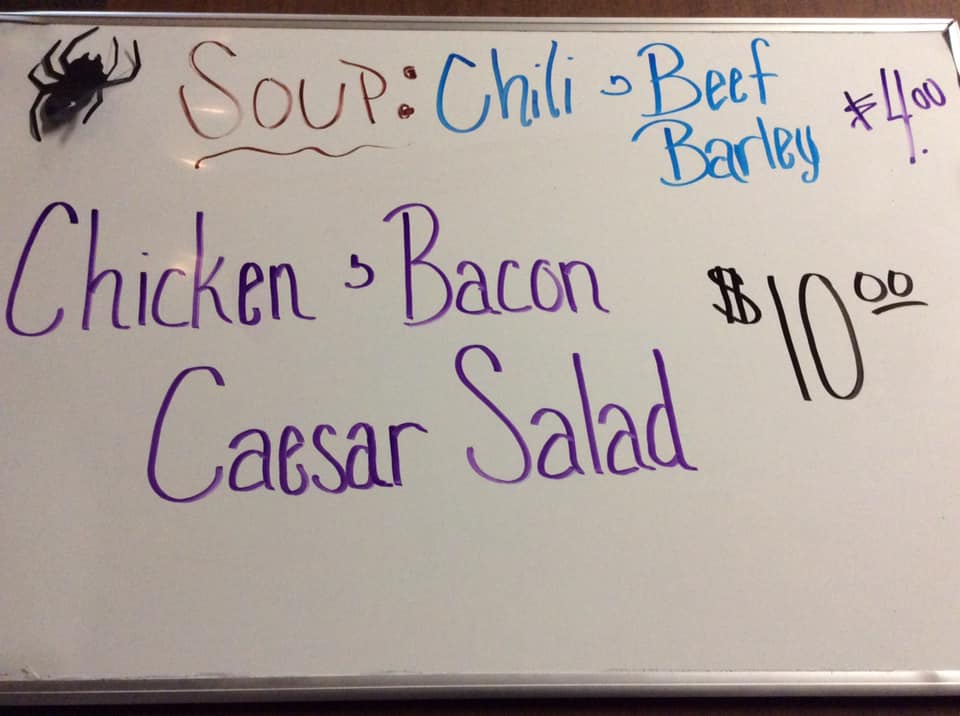 Soup: Chili & Beef Barley $4.00
Chicken & Bacon $10.00
Caesar Salad